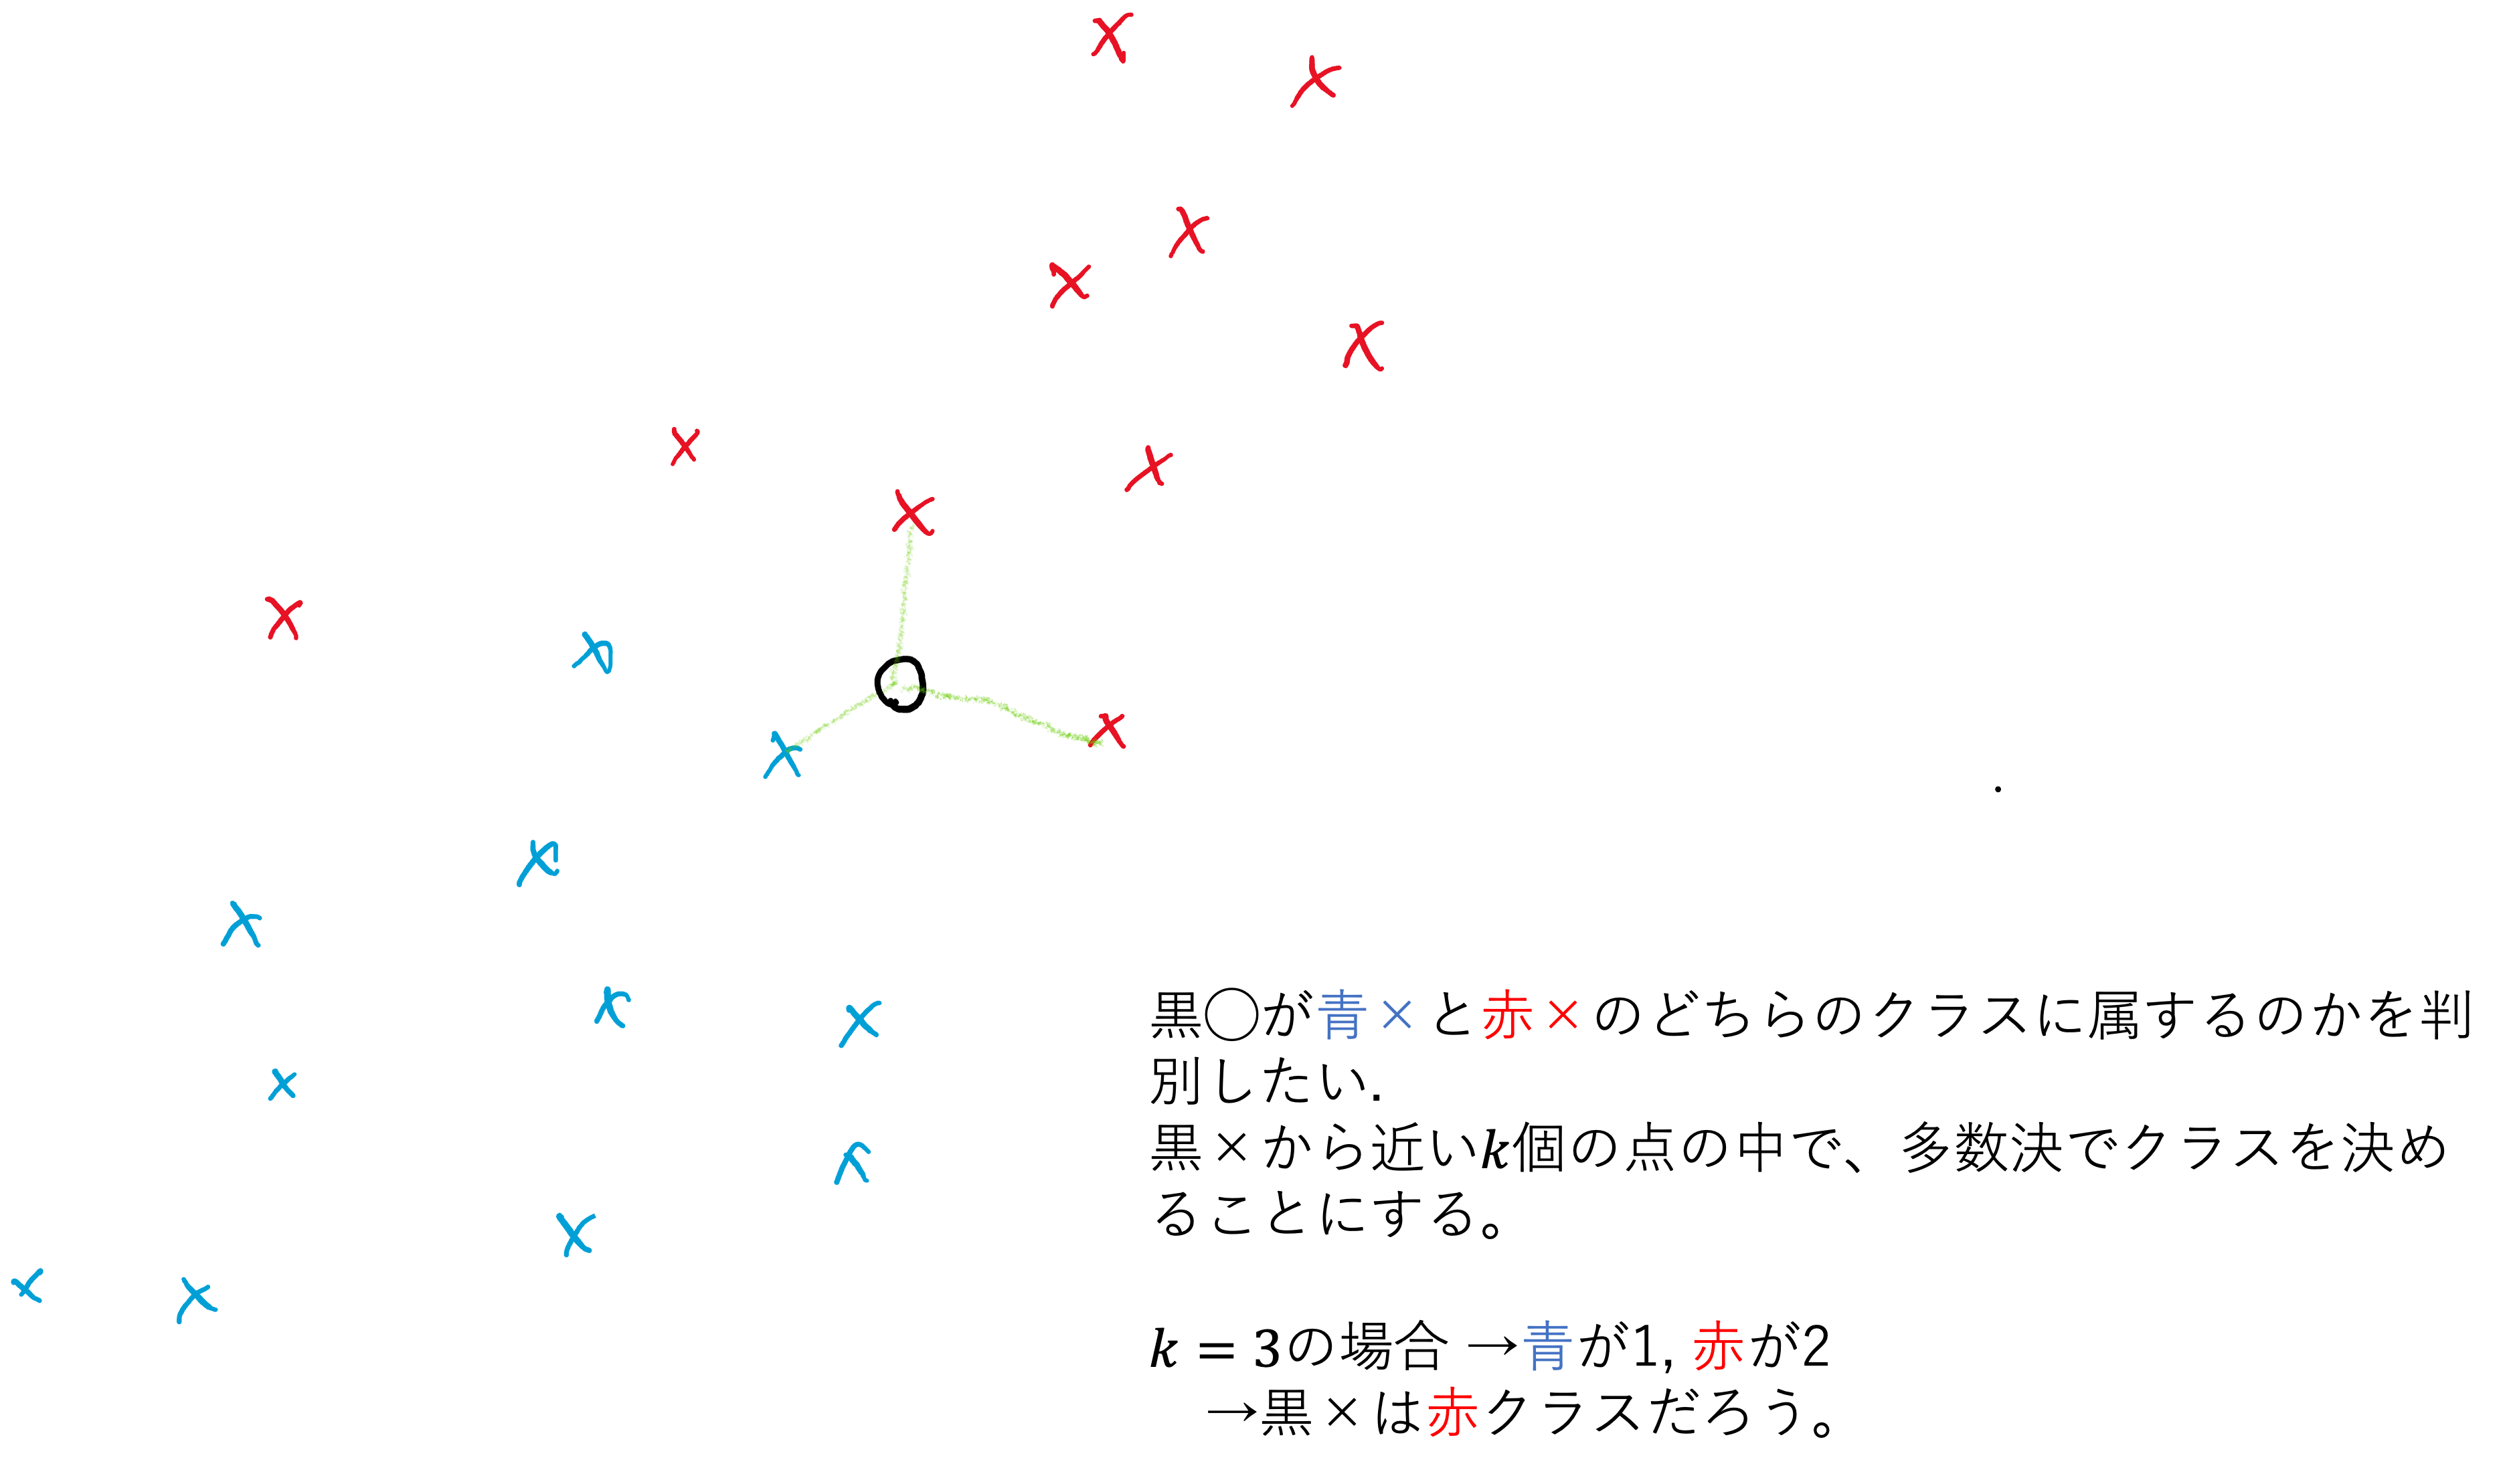 黒◯が青×と赤×のどちらのクラスに属するのかを判
別したい.
黒×から近いk個の点の中で、多数決でクラスを決め
ることにする。
k = 3の場合 →青が1, 赤が2
→黒×は赤クラスだろう。